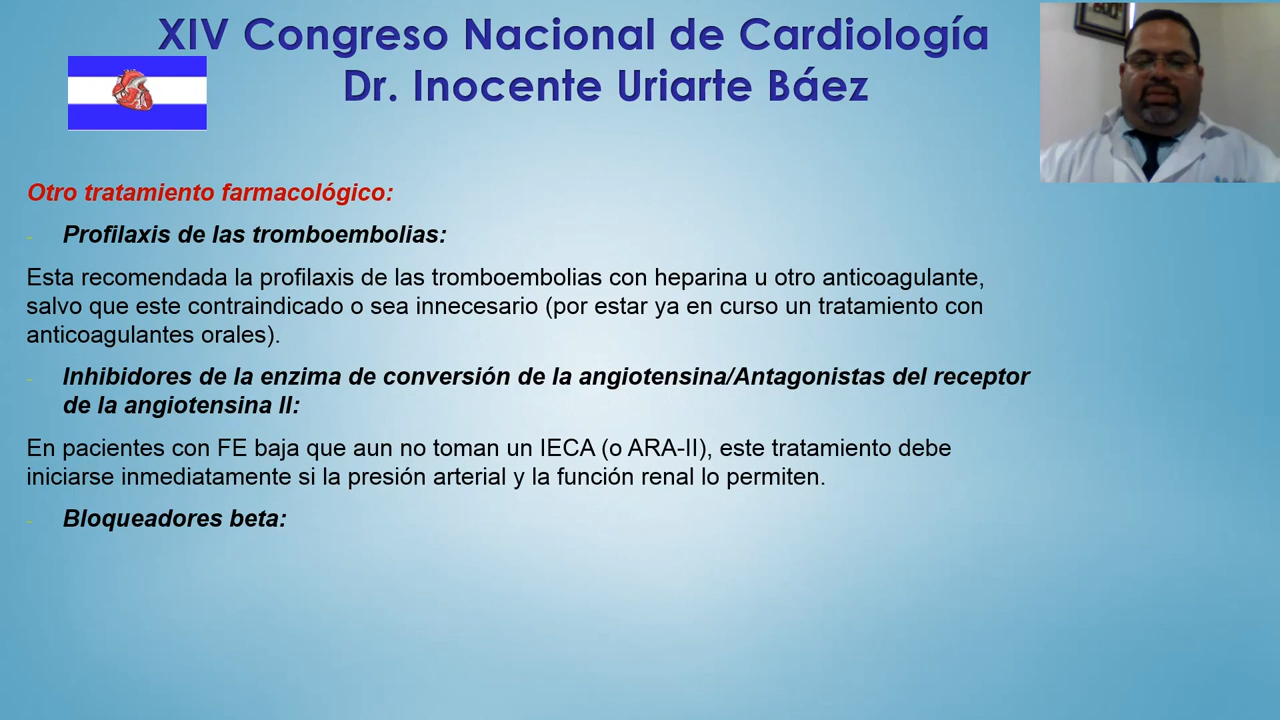 XIV Congreso Nacional de Cardiología
Dr. Inocente Uriarte Báez
Otro tratamiento farmacológico:
- Profilaxis de las tromboembolias:
Esta recomendada la profilaxis de las tromboembolias con heparina u otro anticoagulante,
salvo que este contraindicado o sea innecesario (por estar ya en curso un tratamiento con
anticoagulantes orales).
- Inhibidores de la enzima de conversión de la angiotensina/Antagonistas del receptor
de la angiotensina II:
En pacientes con FE baja que aun no toman un IECA (o ARA-II), este tratamiento debe
iniciarse inmediatamente si la presión arterial y la función renal lo permiten.
- Bloqueadores beta: